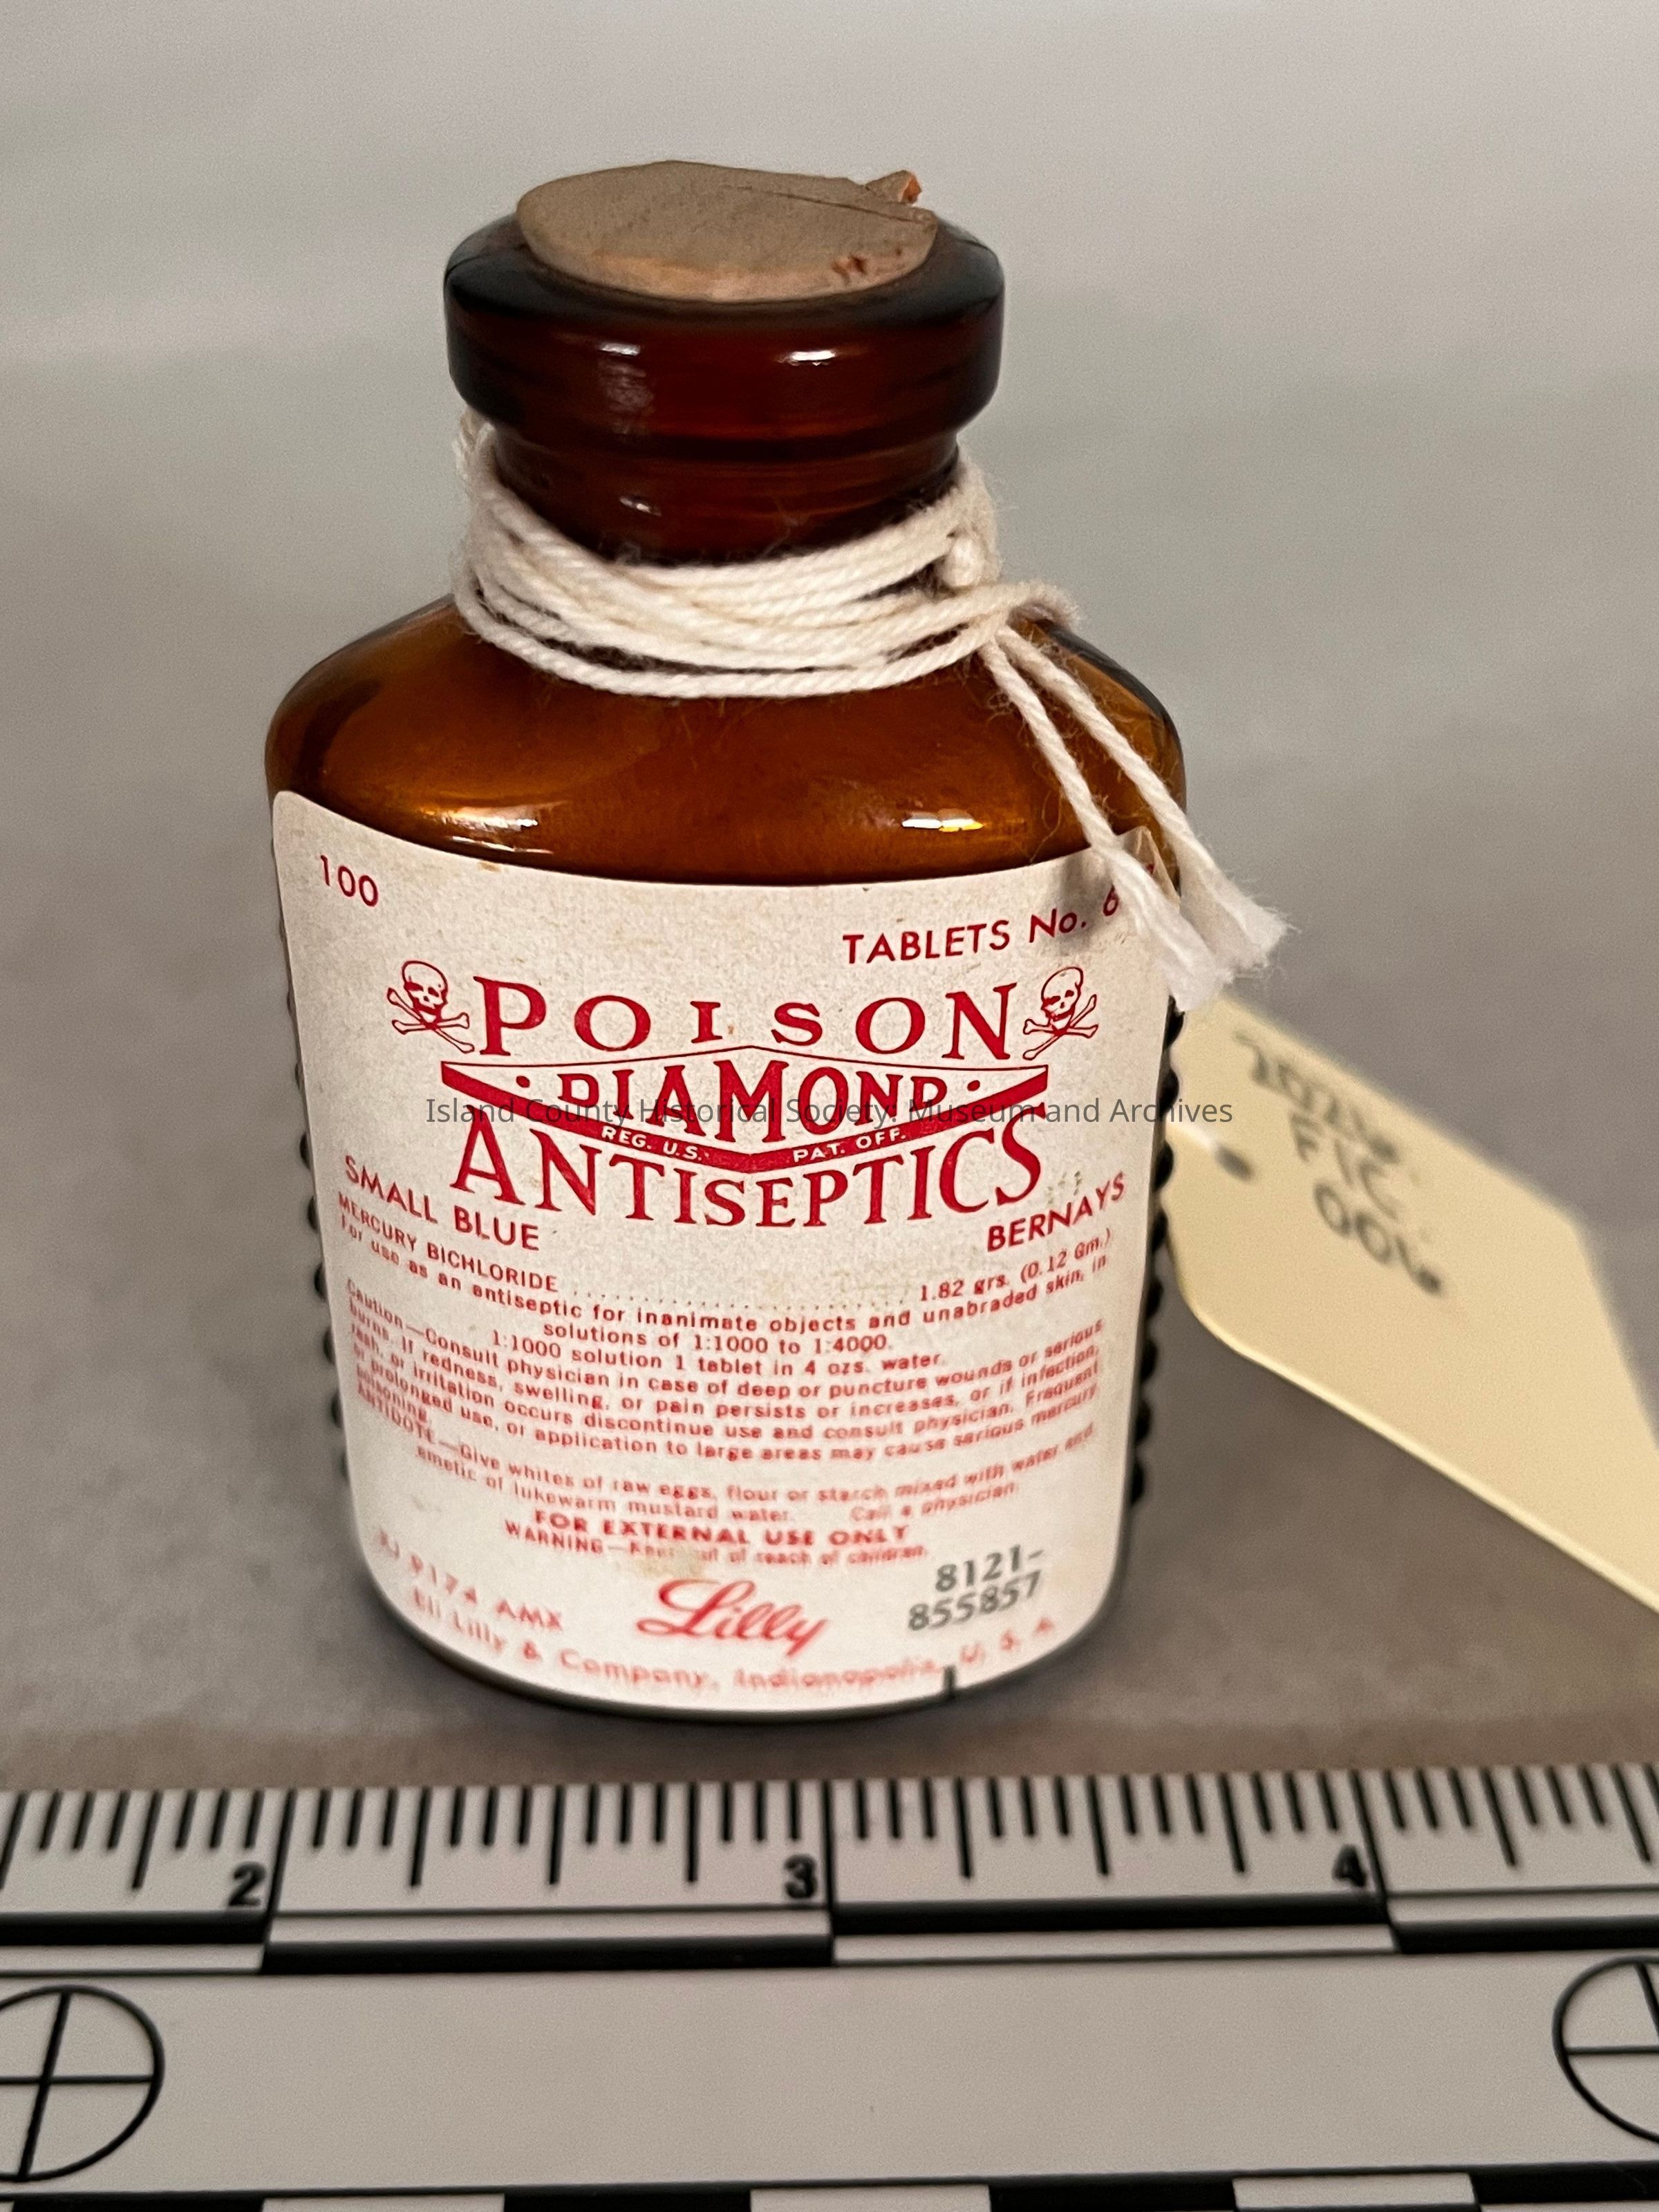 100
TABLETS No.
POISON
DIAMOND
REG. U.S. PAT. OFF.
ANTISEPTICS
SMALL BLUE
BERNAYS
MERCURY BICHLORIDE . . . . . . . . . . . . . . . . . . . . . . . . 1.82 grs. (0.12 Gm.)
For use as an antiseptic for inanimate objects and unabraded skin, in
solutions of 1:1000 to 1:4000.
1:1000 solution 1 tablet in 4 ozs. water.
Caution—Consult physician in case of deep or puncture wounds or serious
burns. If redness, swelling, or pain persists or increases, or if infection,
rash, or irritation occurs discontinue use and consult physician. Frequent
or prolonged use, or application to large areas may cause serious mercury
poisoning.
ANTIDOTE—Give whites of raw eggs, flour or starch mixed with water and
emetic of lukewarm mustard water. Call a physician.
FOR EXTERNAL USE ONLY
WARNING—Keep out of reach of children.
AMX
Lilly
8121-
855857
Eli Lilly & Company, Indianapolis, U. S. A.
Island County Historical Society: Museum and Archives
2 3 4